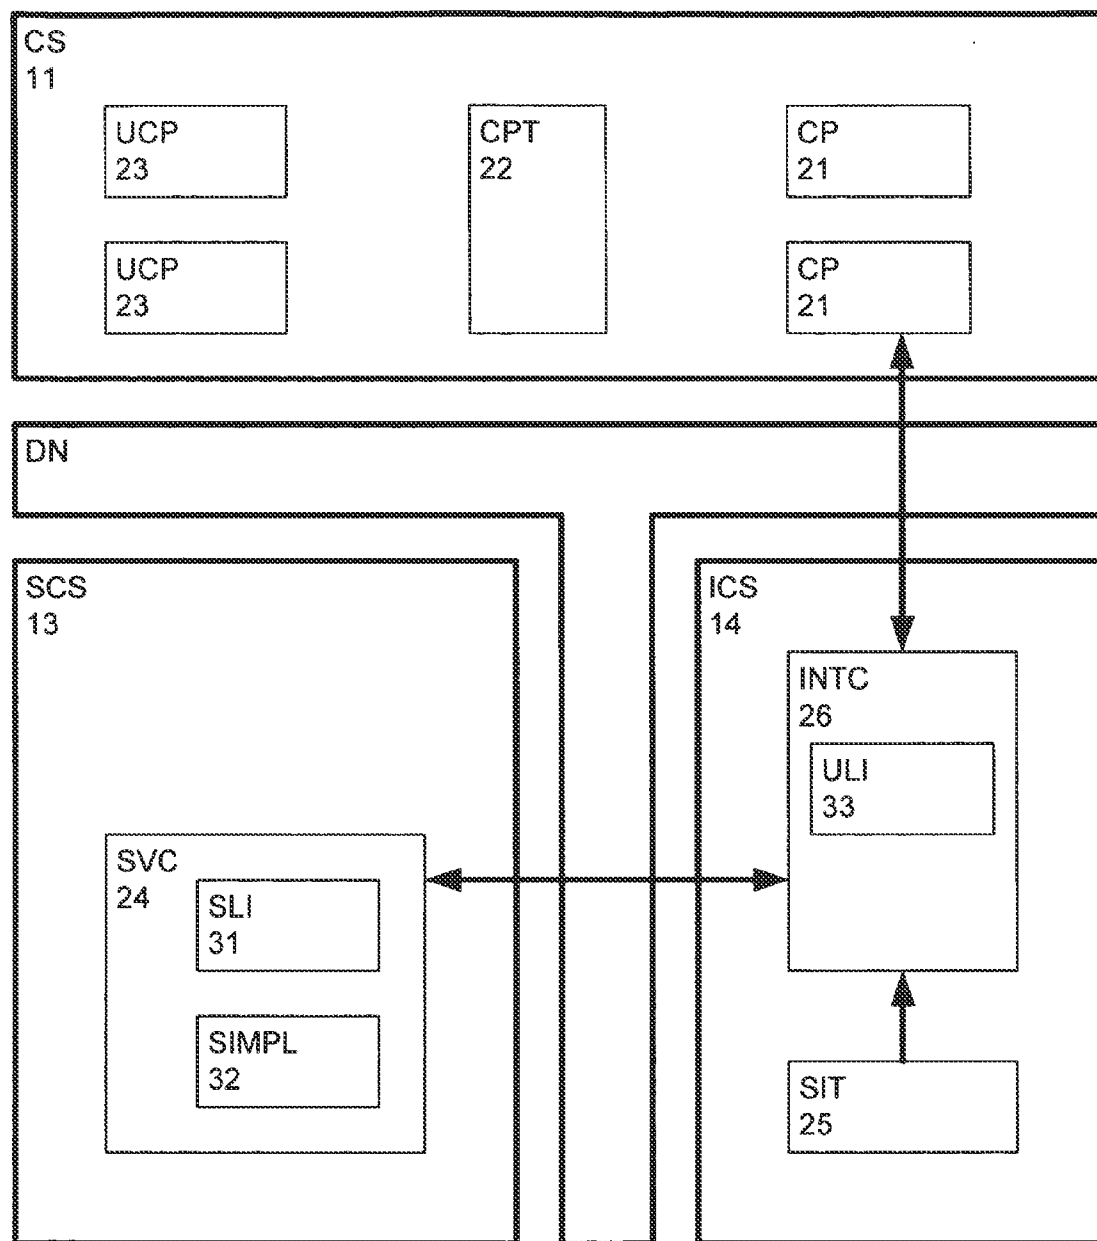 CS
11
UCP
23
CPT
22
CP
21
UCP
23
CP
21
DN
SCS
13
ICS
14
INTC
26
ULI
33
SVC
24
SLI
31
SIMPL
32
SIT
25